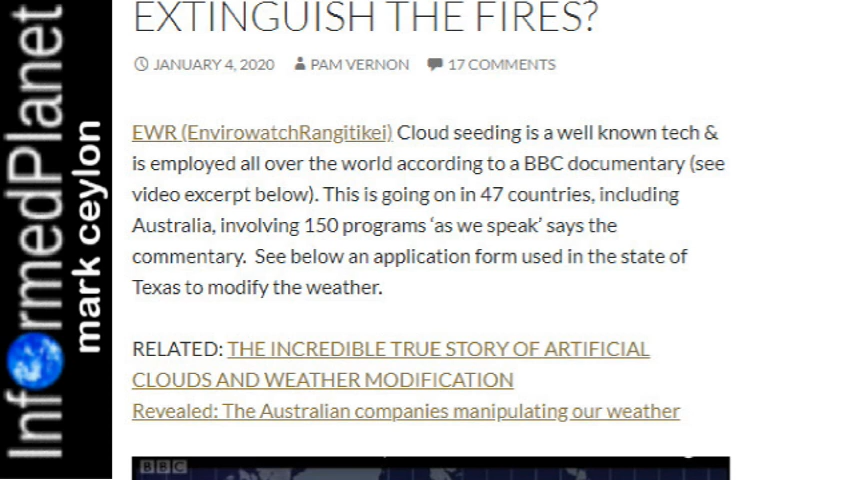 EXTINGUISH THE FIRES?
JANUARY 4, 2020 PAM VERNON 17 COMMENTS
EWR (EnvirowatchRangitikei) Cloud seeding is a well known tech &
is employed all over the world according to a BBC documentary (see
video excerpt below). This is going on in 47 countries, including
Australia, involving 150 programs ‘as we speak’ says the
commentary. See below an application form used in the state of
Texas to modify the weather.
RELATED: THE INCREDIBLE TRUE STORY OF ARTIFICIAL
CLOUDS AND WEATHER MODIFICATION
Revealed: The Australian companies manipulating our weather
BBC
InformedPlanet
mark ceylon